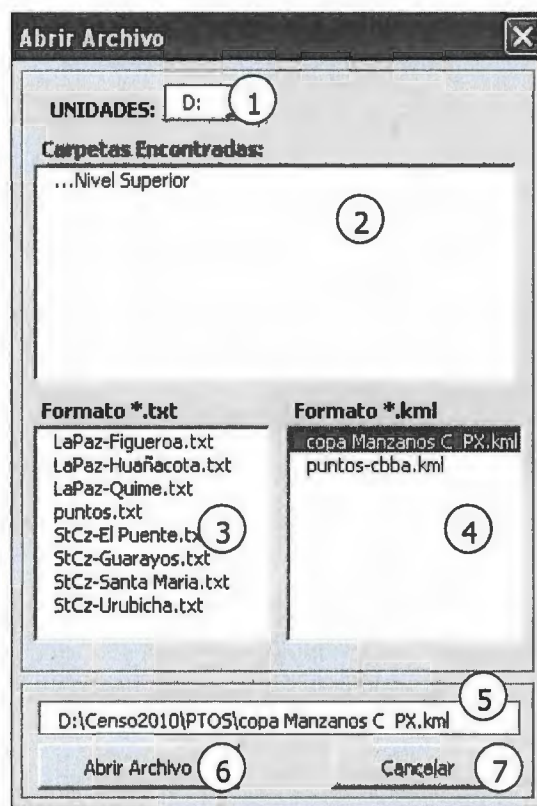 Abrir Archivo
UNIDADES: D: 1
Carpetas Encontradas:
...Nivel Superior
2
Formato *.txt
LaPaz-Figueroa.txt
LaPaz-Huañacota.txt
LaPaz-Quime.txt
puntos.txt
StCz-El Puente.txt
StCz-Guarayos.txt
StCz-Santa Maria.txt
StCz-Urubicha.txt
3
Formato *.kml
copa Manzanos C PX.kml
puntos-cbba.kml
4
5
D:\Censo2010\PTOS\copa Manzanos C PX.kml
Abrir Archivo 6
Cancelar 7